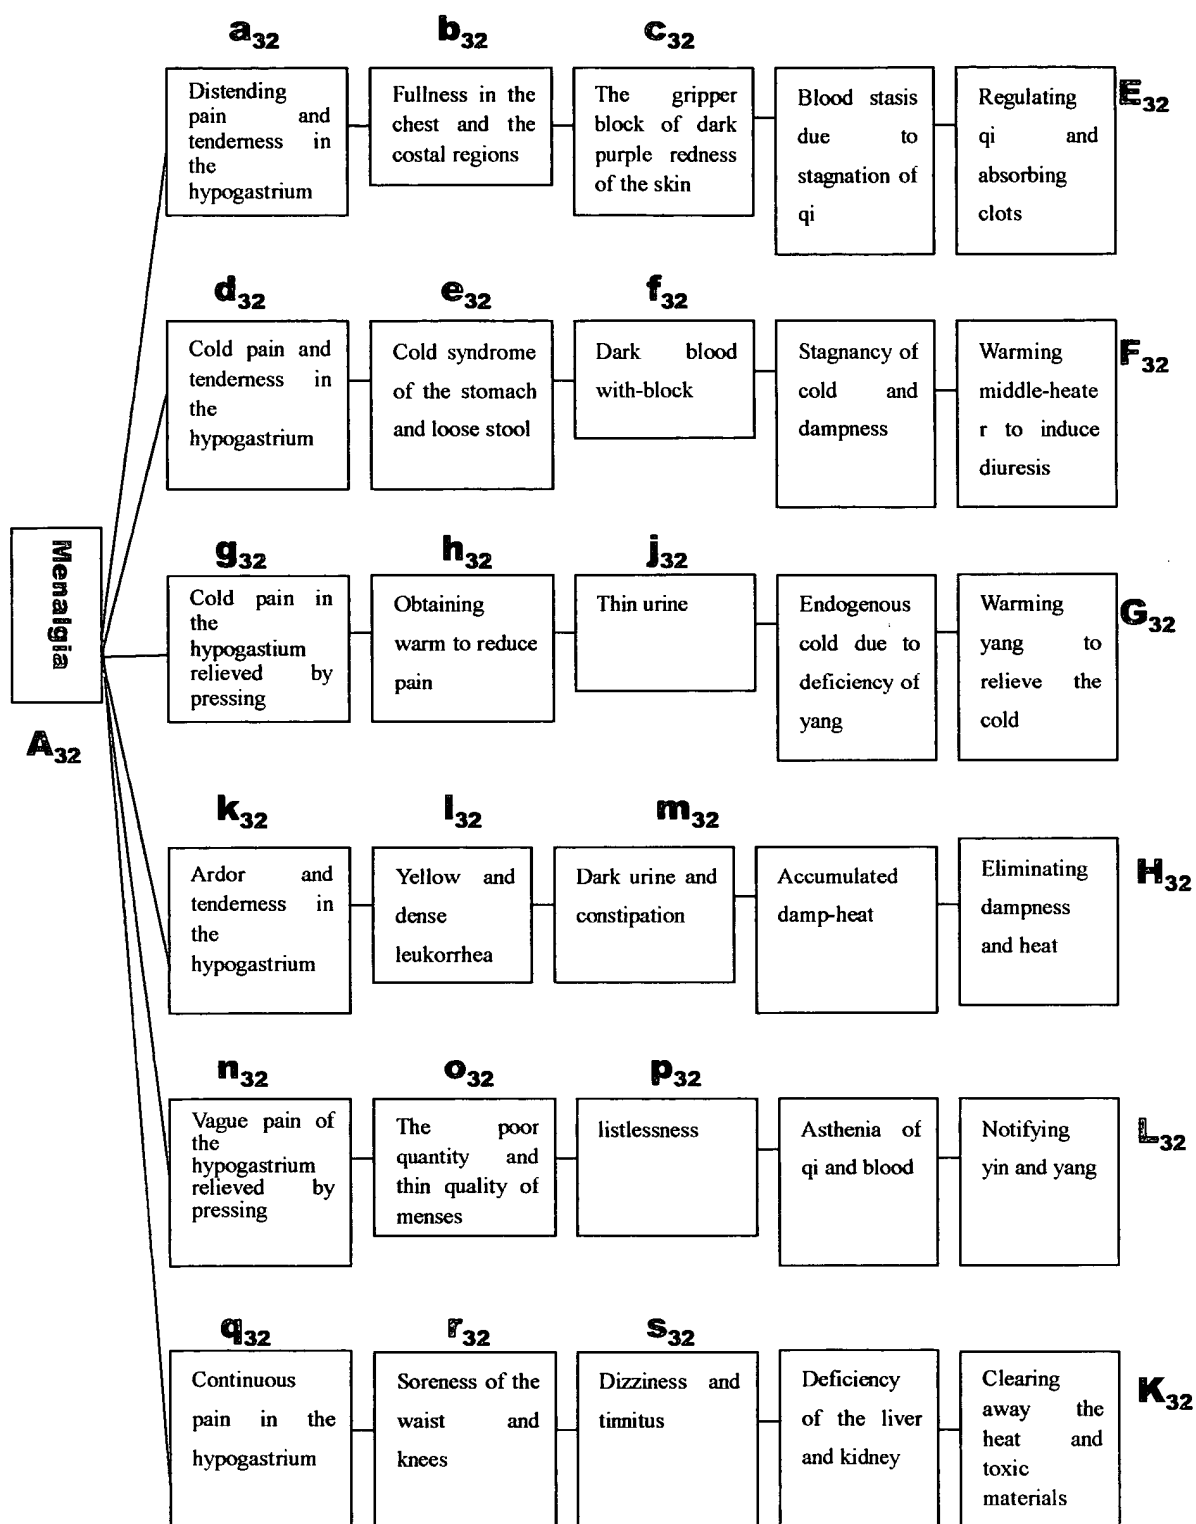 a32
b32
c32
Distending
pain and
tenderness in
the
hypogastrium
Fullness in the
chest and the
costal regions
The gripper
block of dark
purple redness
of the skin
Blood stasis
due to
stagnation of
qi
Regulating
qi and
absorbing
clots
E32
d32
e32
f32
Cold pain and
tenderness in
the
hypogastrium
Cold syndrome
of the stomach
and loose stool
Dark blood
with-block
Stagnancy of
cold and
dampness
Warming
middle-heate
r to induce
diuresis
F32
Menalgia
A32
g32
h32
j32
Cold pain in
the
hypogastium
relieved by
pressing
Obtaining
warm to reduce
pain
Thin urine
Endogenous
cold due to
deficiency of
yang
Warming
yang to
relieve the
cold
G32
k32
l32
m32
Ardor and
tenderness in
the
hypogastrium
Yellow and
dense
leukorrhea
Dark urine and
constipation
Accumulated
damp-heat
Eliminating
dampness
and heat
H32
n32
o32
p32
Vague pain of
the
hypogastrium
relieved by
pressing
The poor
quantity and
thin quality of
menses
listlessness
Asthenia of
qi and blood
Notifying
yin and yang
L32
q32
r32
s32
Continuous
pain in the
hypogastrium
Soreness of the
waist and
knees
Dizziness and
tinnitus
Deficiency
of the liver
and kidney
Clearing
away the
heat and
toxic
materials
K32